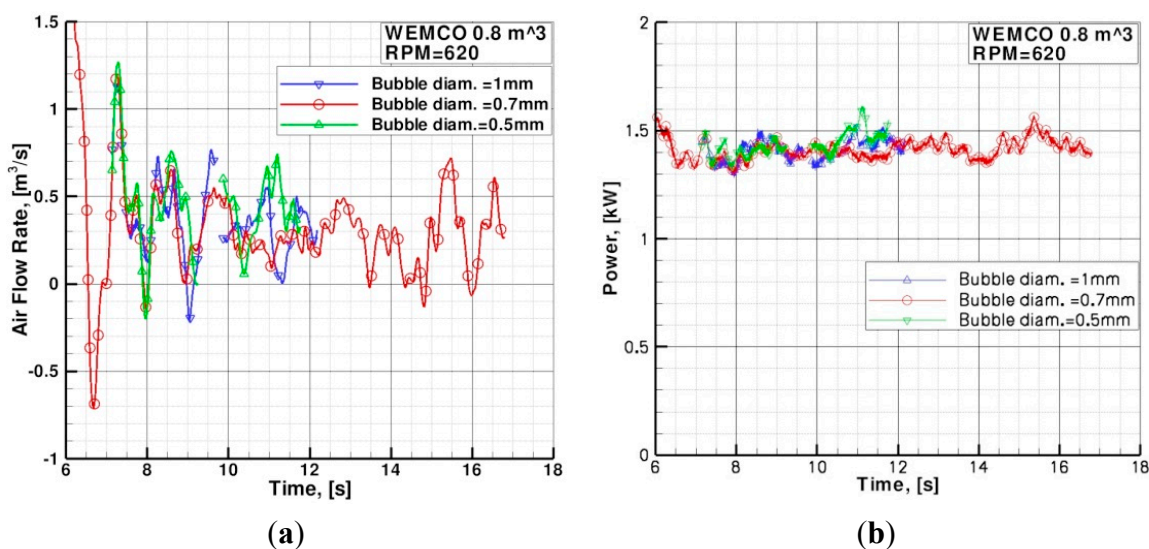 WEMCO 0.8 m^3
RPM=620
Bubble diam. =1mm
Bubble diam. =0.7mm
Bubble diam.=0.5mm
Air Flow Rate, [m³/s]
1.5
1
0.5
0
-0.5
-1
6 8 10 12 14 16 18
Time, [s]
(a)
WEMCO 0.8 m^3
RPM=620
Bubble diam. =1mm
Bubble diam. =0.7mm
Bubble diam.=0.5mm
Power, [kW]
2
1.5
1
0.5
0
6 8 10 12 14 16 18
Time, [s]
(b)